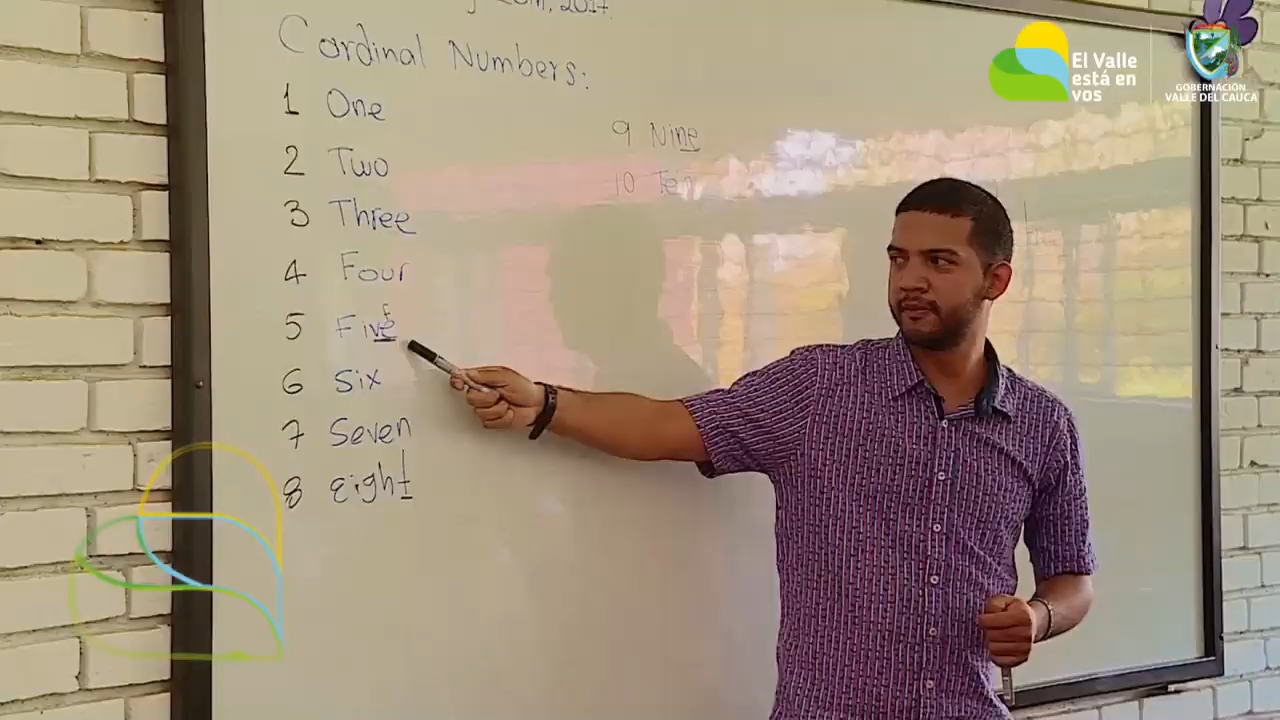 2017.
Cardinal Numbers:
1 One
2 Two
3 Three
4 Four
5 Five
f
6 Six
7 Seven
8 Eight
9 Nine
10 Ten
El Valle
está en
vos
GOBERNACIÓN
VALLE DEL CAUCA